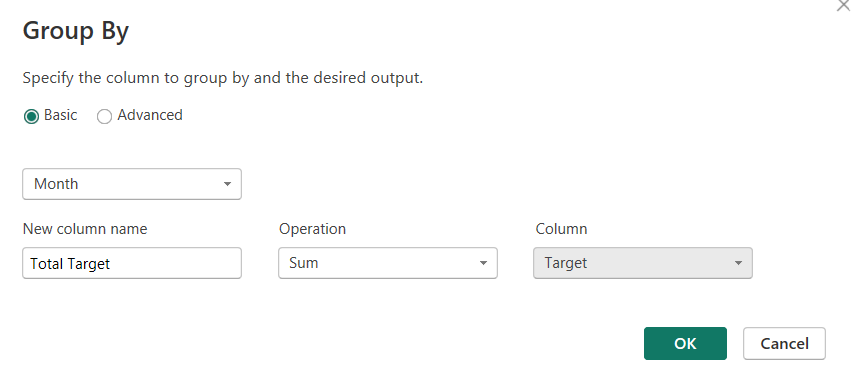 Group By
Specify the column to group by and the desired output.
Basic Advanced
Month
New column name Operation Column
Total Target Sum Target
OK Cancel